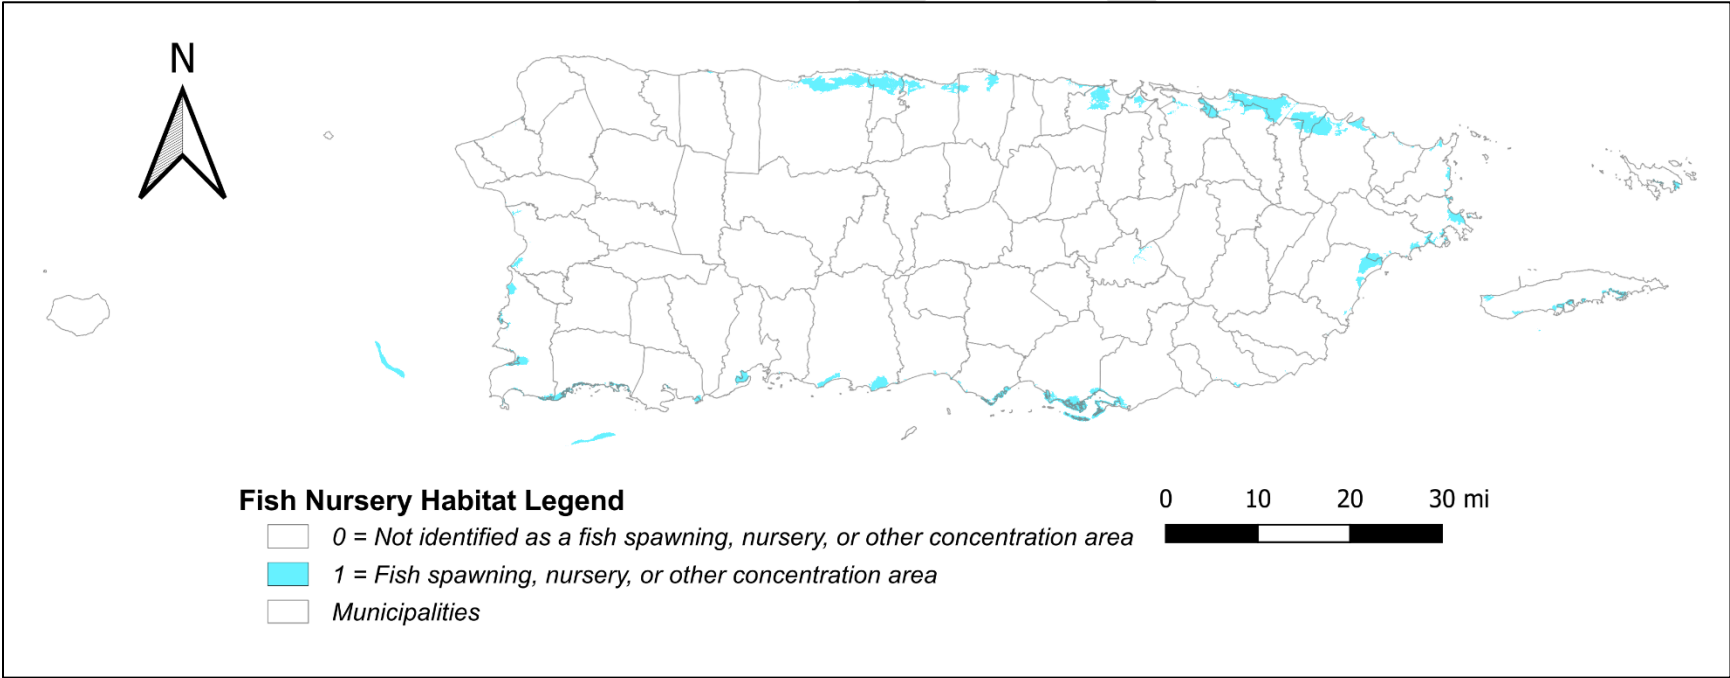 N
Fish Nursery Habitat Legend
0 = Not identified as a fish spawning, nursery, or other concentration area
1 = Fish spawning, nursery, or other concentration area
Municipalities
0 10 20 30 mi